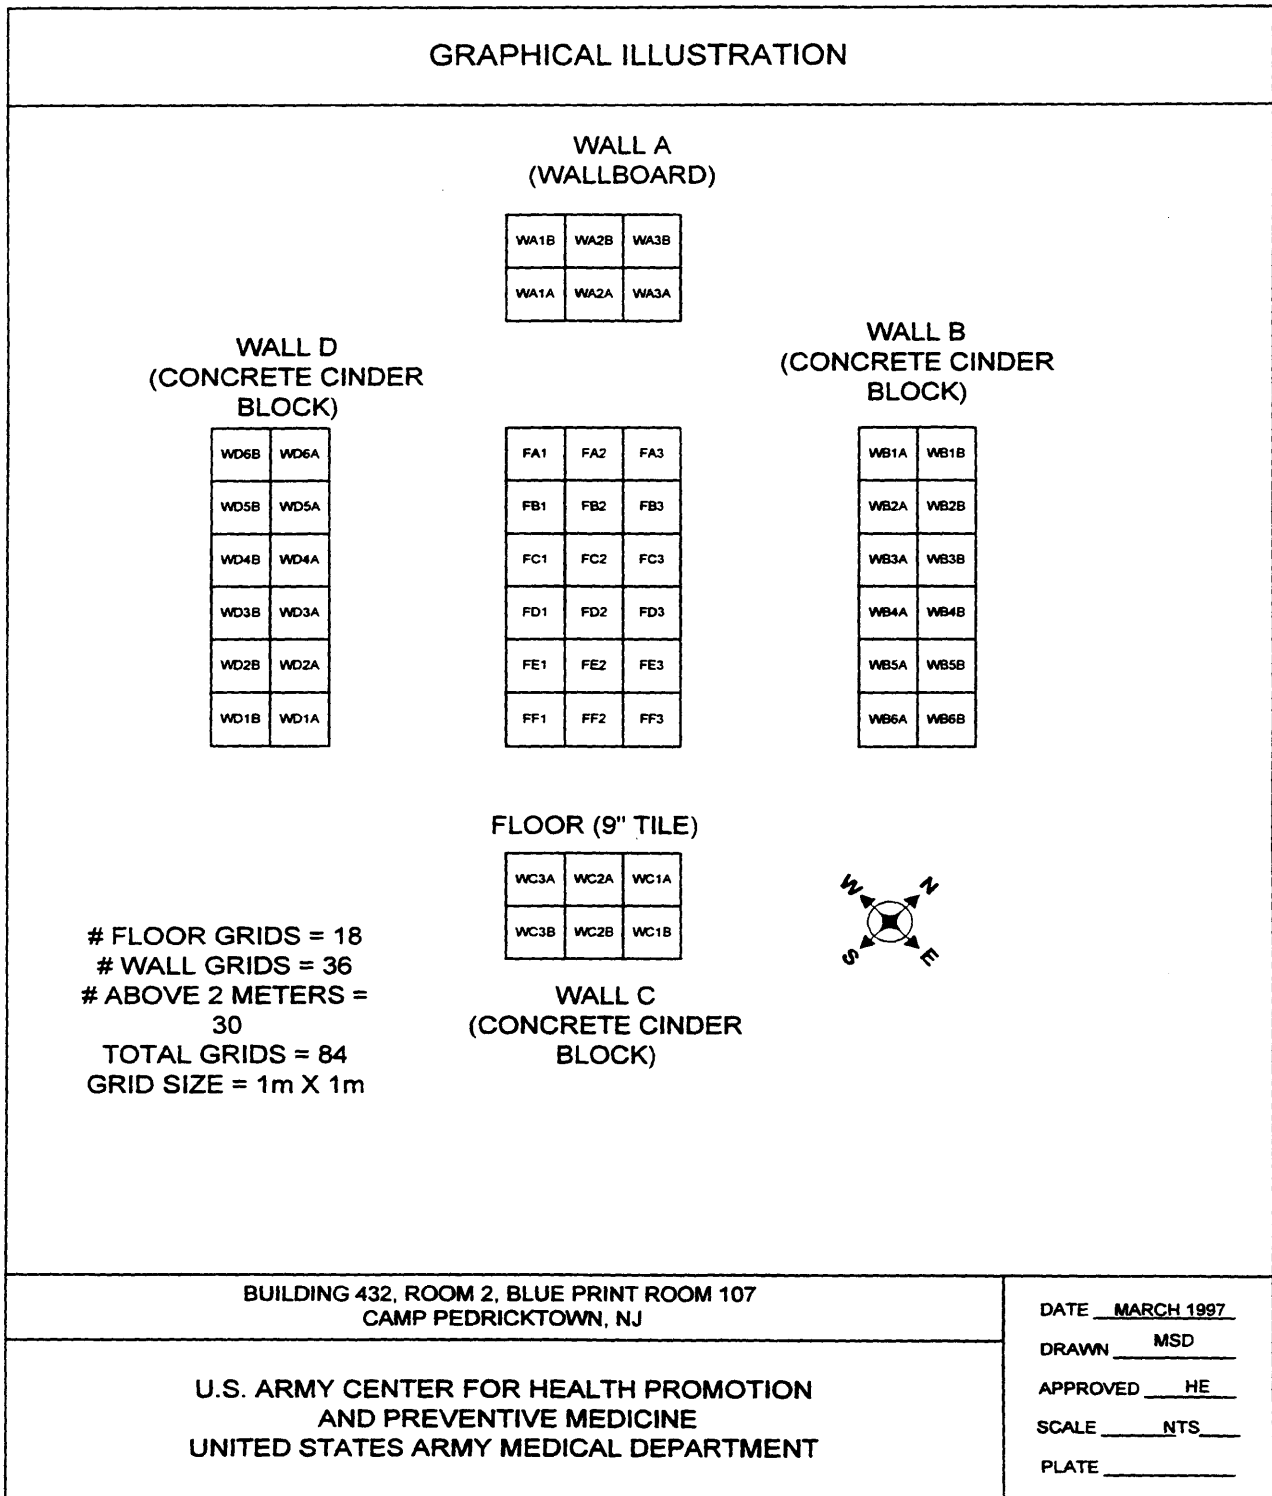 GRAPHICAL ILLUSTRATION
WALL A
(WALLBOARD)
WA1B WA2B WA3B
WA1A WA2A WA3A
WALL D
(CONCRETE CINDER
BLOCK)
WALL B
(CONCRETE CINDER
BLOCK)
WD6B WD6A
WD5B WD5A
WD4B WD4A
WD3B WD3A
WD2B WD2A
WD1B WD1A
FA1 FA2 FA3
FB1 FB2 FB3
FC1 FC2 FC3
FD1 FD2 FD3
FE1 FE2 FE3
FF1 FF2 FF3
WB1A WB1B
WB2A WB2B
WB3A WB3B
WB4A WB4B
WB5A WB5B
WB6A WB6B
FLOOR (9" TILE)
WC3A WC2A WC1A
WC3B WC2B WC1B
WALL C
(CONCRETE CINDER
BLOCK)
W N
S E
# FLOOR GRIDS = 18
# WALL GRIDS = 36
# ABOVE 2 METERS =
30
TOTAL GRIDS = 84
GRID SIZE = 1m X 1m
BUILDING 432, ROOM 2, BLUE PRINT ROOM 107
CAMP PEDRICKTOWN, NJ
U.S. ARMY CENTER FOR HEALTH PROMOTION
AND PREVENTIVE MEDICINE
UNITED STATES ARMY MEDICAL DEPARTMENT
DATE MARCH 1997
DRAWN MSD
APPROVED HE
SCALE NTS
PLATE